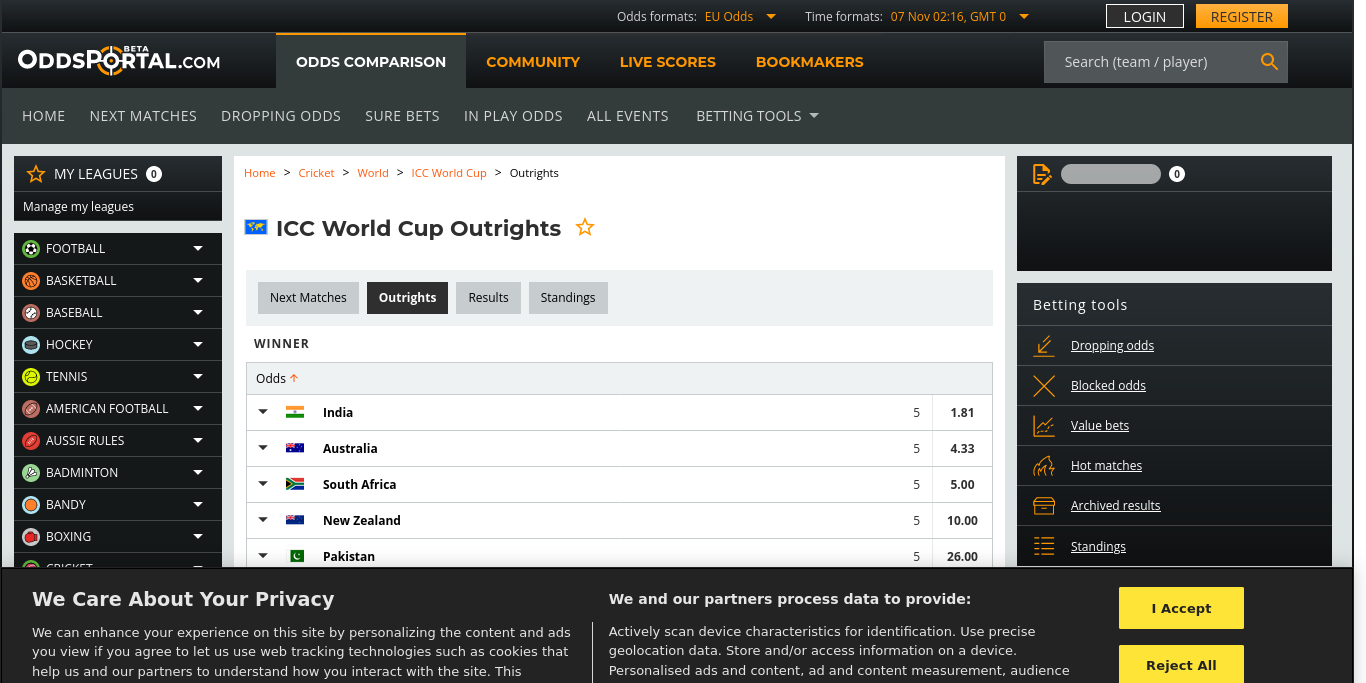 Odds formats: EU Odds Time formats: 07 Nov 02:16, GMT 0 LOGIN REGISTER
ODDSPORTAL.COM BETA ODDS COMPARISON COMMUNITY LIVE SCORES BOOKMAKERS Search (team / player)
HOME NEXT MATCHES DROPPING ODDS SURE BETS IN PLAY ODDS ALL EVENTS BETTING TOOLS
MY LEAGUES 0
Manage my leagues
FOOTBALL
BASKETBALL
BASEBALL
HOCKEY
TENNIS
AMERICAN FOOTBALL
AUSSIE RULES
BADMINTON
BANDY
BOXING
CRICKET
Home > Cricket > World > ICC World Cup > Outrights
ICC World Cup Outrights
Next Matches Outrights Results Standings
WINNER
Odds
India 5 1.81
Australia 5 4.33
South Africa 5 5.00
New Zealand 5 10.00
Pakistan 5 26.00
0
Betting tools
Dropping odds
Blocked odds
Value bets
Hot matches
Archived results
Standings
We Care About Your Privacy
We can enhance your experience on this site by personalizing the content and ads
you view if you agree to let us use web tracking technologies such as cookies that
help us and our partners to understand how you interact with the site. This
We and our partners process data to provide:
Actively scan device characteristics for identification. Use precise
geolocation data. Store and/or access information on a device.
Personalised ads and content, ad and content measurement, audience
I Accept
Reject All